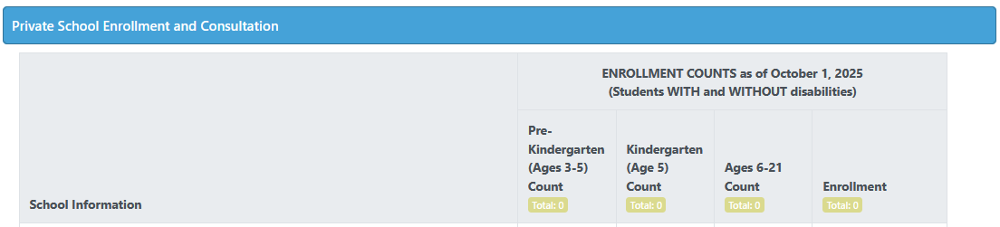 Private School Enrollment and Consultation
ENROLLMENT COUNTS as of October 1, 2025
(Students WITH and WITHOUT disabilities)
School Information
Pre-
Kindergarten
(Ages 3-5)
Count
Total: 0
Kindergarten
(Age 5)
Count
Total: 0
Ages 6-21
Count
Total: 0
Enrollment
Total: 0